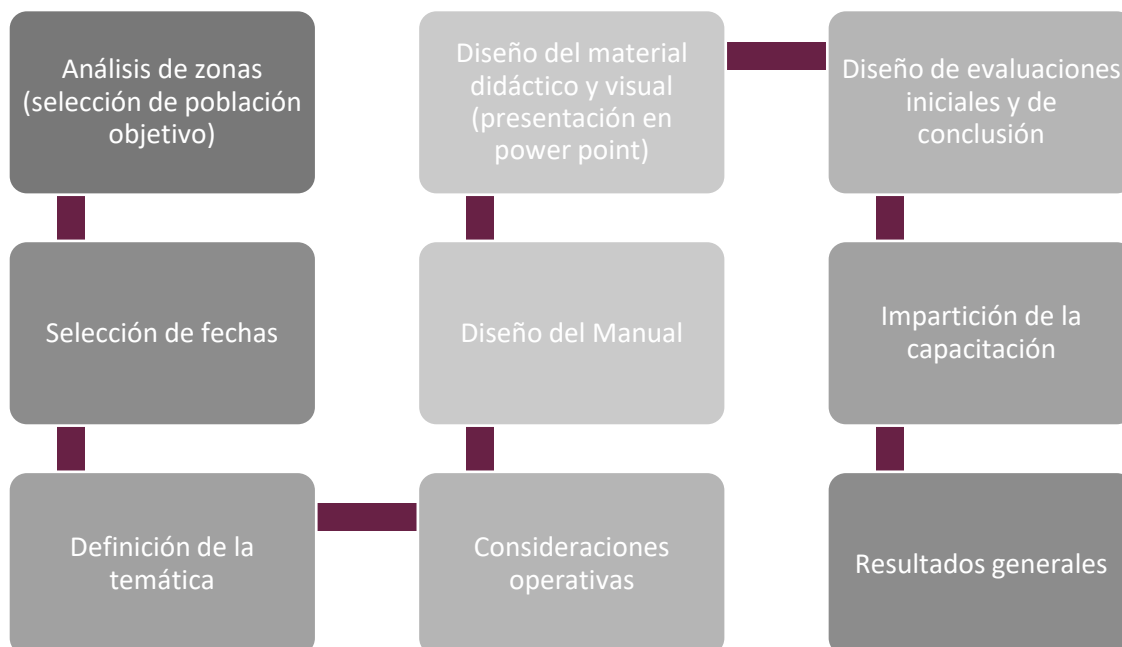 Análisis de zonas
(selección de población
objetivo)
Selección de fechas
Definición de la
temática
Consideraciones
operativas
Diseño del Manual
Diseño del material
didáctico y visual
(presentación en
power point)
Diseño de evaluaciones
iniciales y de
conclusión
Impartición de la
capacitación
Resultados generales